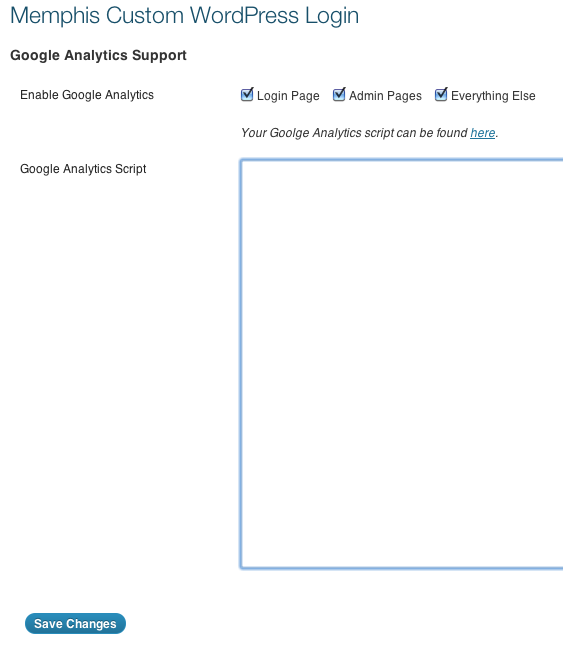 Memphis Custom WordPress Login
Google Analytics Support
Enable Google Analytics Login Page Admin Pages Everything Else
Your Goolge Analytics script can be found here.
Google Analytics Script
Save Changes